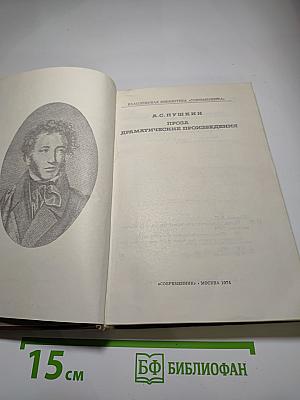 КЛАССИЧЕСКАЯ БИБЛИОТЕКА «СОВРЕМЕННИКА»
А.С.ПУШКИН
ПРОЗА
ДРАМАТИЧЕСКИЕ ПРОИЗВЕДЕНИЯ
«СОВРЕМЕННИК» • МОСКВА 1974
15 см
БФ БИБЛИОФАН